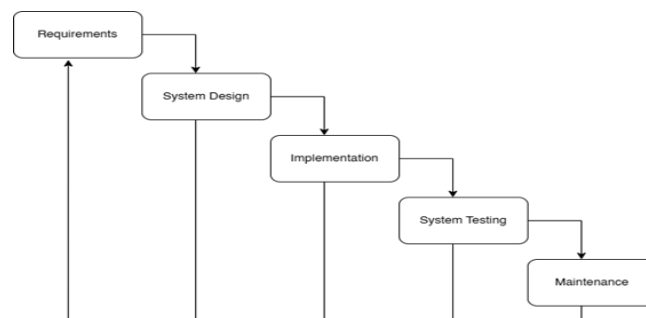 Requirements
System Design
Implementation
System Testing
Maintenance